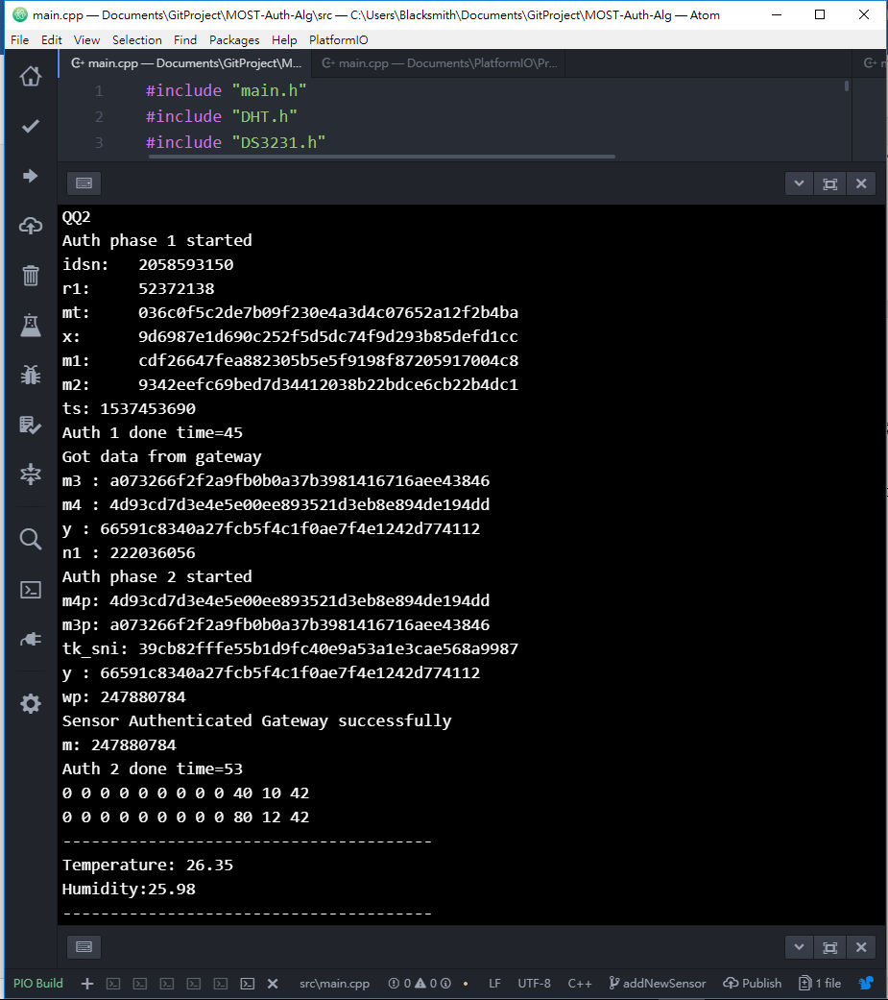 main.cpp — Documents\GitProject\MOST-Auth-Alg\src — C:\Users\Blacksmith\Documents\GitProject\MOST-Auth-Alg — Atom
File Edit View Selection Find Packages Help PlatformIO
main.cpp — Documents\GitProject\M... main.cpp — Documents\PlatformIO\Pr...
1 #include "main.h"
2 #include "DHT.h"
3 #include "DS3231.h"
QQ2
Auth phase 1 started
idsn: 2058593150
r1: 52372138
mt: 036c0f5c2de7b09f230e4a3d4c07652a12f2b4ba
x: 9d6987e1d690c252f5d5dc74f9d293b85defd1cc
m1: cdf26647fea882305b5e5f9198f87205917004c8
m2: 9342eefc69bed7d34412038b22bdce6cb22b4dc1
ts: 1537453690
Auth 1 done time=45
Got data from gateway
m3 : a073266f2f2a9fb0b0a37b3981416716aee43846
m4 : 4d93cd7d3e4e5e00ee893521d3eb8e894de194dd
y : 66591c8340a27fcb5f4c1f0ae7f4e1242d774112
n1 : 222036056
Auth phase 2 started
m4p: 4d93cd7d3e4e5e00ee893521d3eb8e894de194dd
m3p: a073266f2f2a9fb0b0a37b3981416716aee43846
tk_sni: 39cb82fffe55b1d9fc40e9a53a1e3cae568a9987
y : 66591c8340a27fcb5f4c1f0ae7f4e1242d774112
wp: 247880784
Sensor Authenticated Gateway successfully
m: 247880784
Auth 2 done time=53
0 0 0 0 0 0 0 0 0 40 10 42
0 0 0 0 0 0 0 0 0 80 12 42
---------------------------------------
Temperature: 26.35
Humidity:25.98
---------------------------------------
PIO Build src\main.cpp 0 0 0 LF UTF-8 C++ addNewSensor Publish 1 file